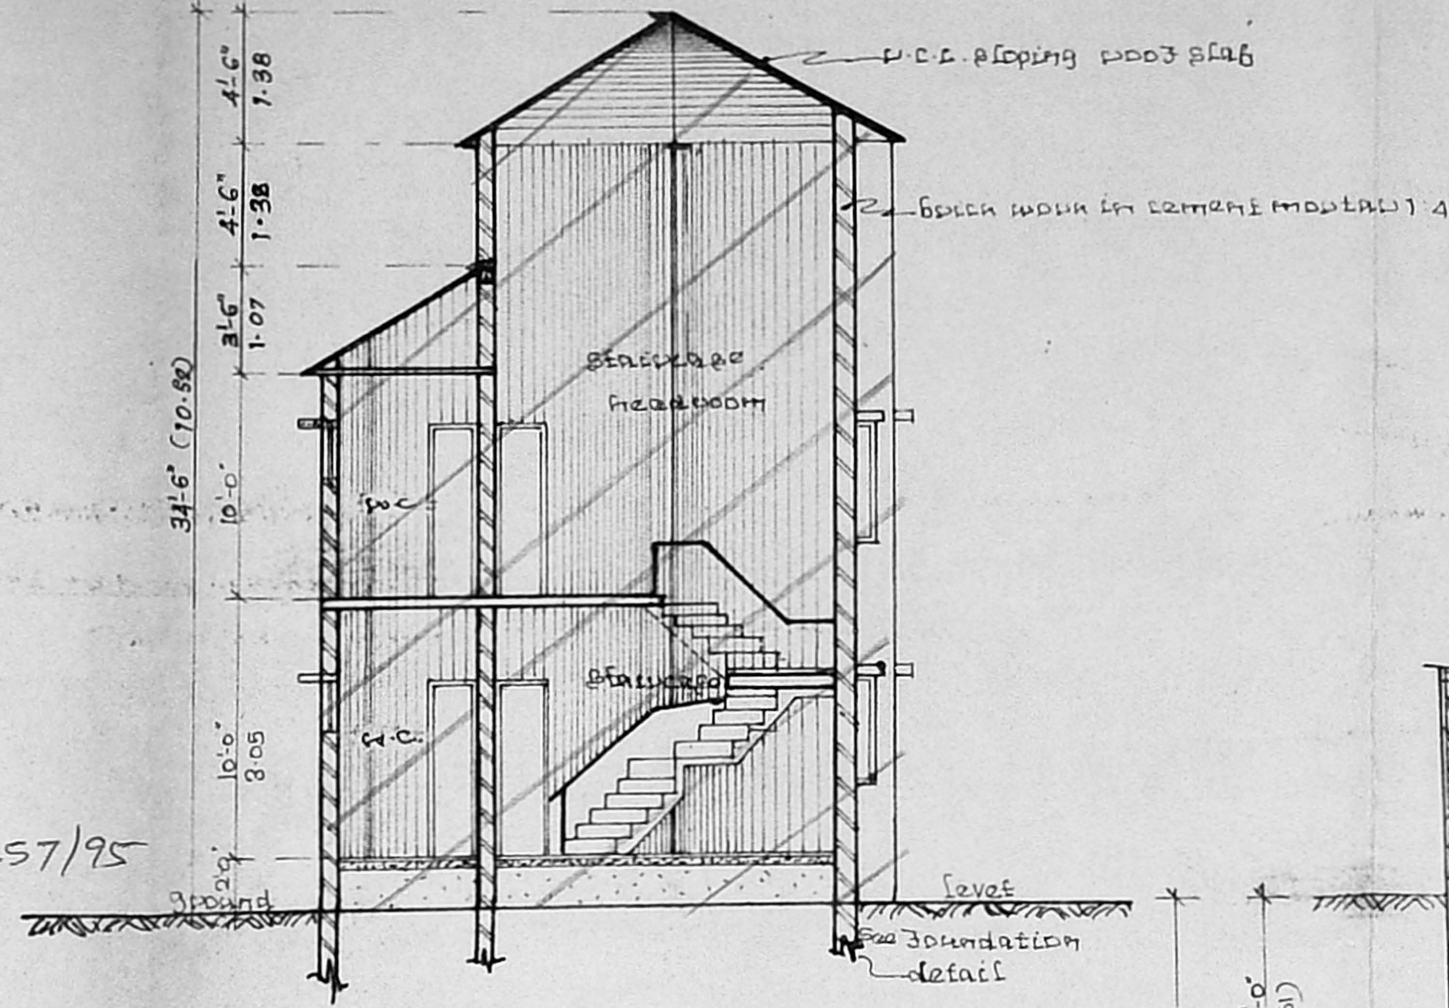 R.C.C. sloping roof slab
4'-6"
1.38
brick work in cement mortar 1:4
4'-6"
1.38
3'-6"
1.07
staircase
headroom
34'-6" (10.52)
10'-0"
w.c.
staircase
w.c.
10'-0"
3.05
57/95
2'0"
ground
level
see foundation
detail